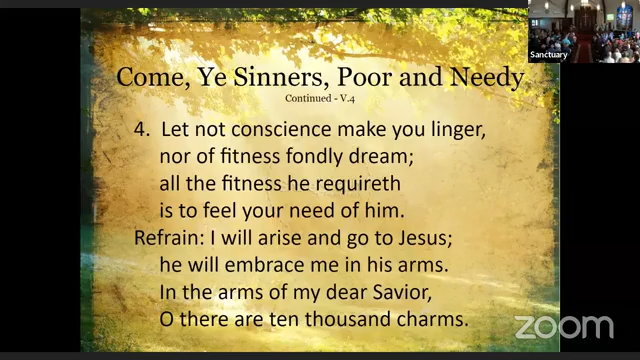 Sanctuary
Come, Ye Sinners, Poor and Needy
Continued - V.4
4. Let not conscience make you linger,
nor of fitness fondly dream;
all the fitness he requireth
is to feel your need of him.
Refrain: I will arise and go to Jesus;
he will embrace me in his arms.
In the arms of my dear Savior,
O there are ten thousand charms.
zoom